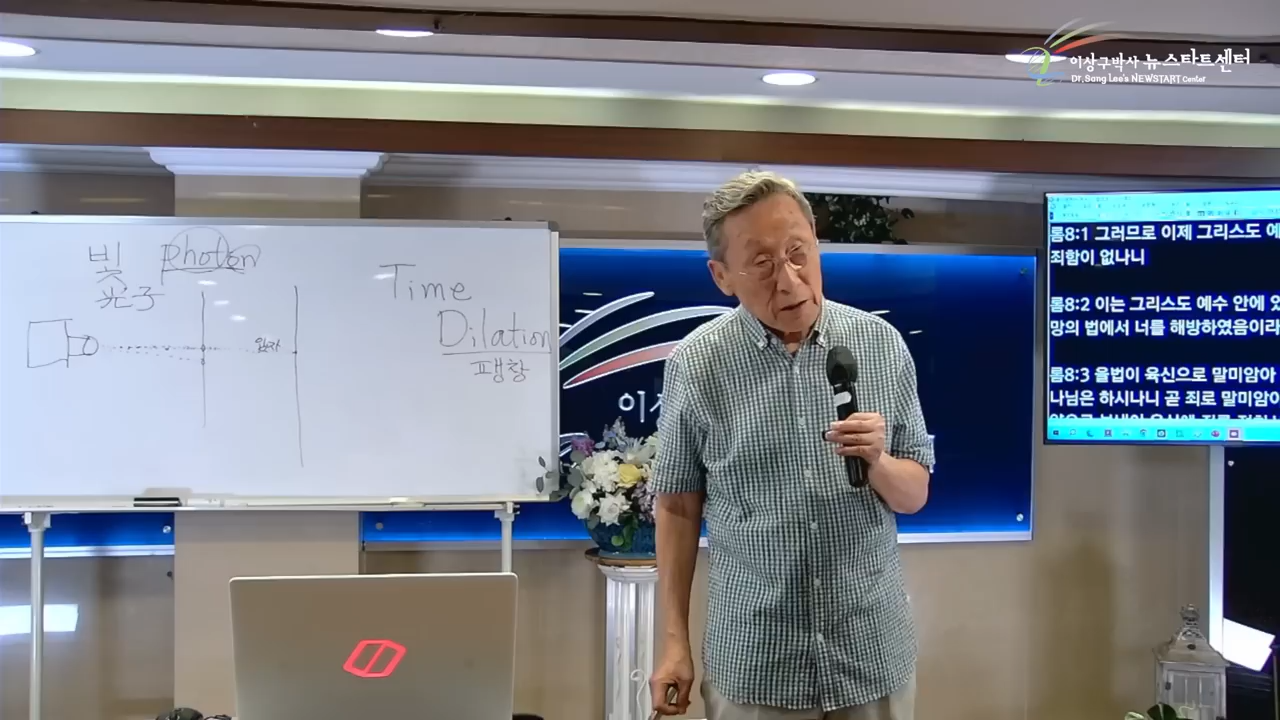 이상구박사 뉴스타트센터
Dr. Sang Lee's NEWSTART Center
빛 photon
光子
입자
Time
Dilation
팽창
이상
롬8:1 그러므로 이제 그리스도 예
죄함이 없나니
롬8:2 이는 그리스도 예수 안에 있
망의 법에서 너를 해방하였음이라
롬8:3 율법이 육신으로 말미암아
나님은 하시나니 곧 죄로 말미암아